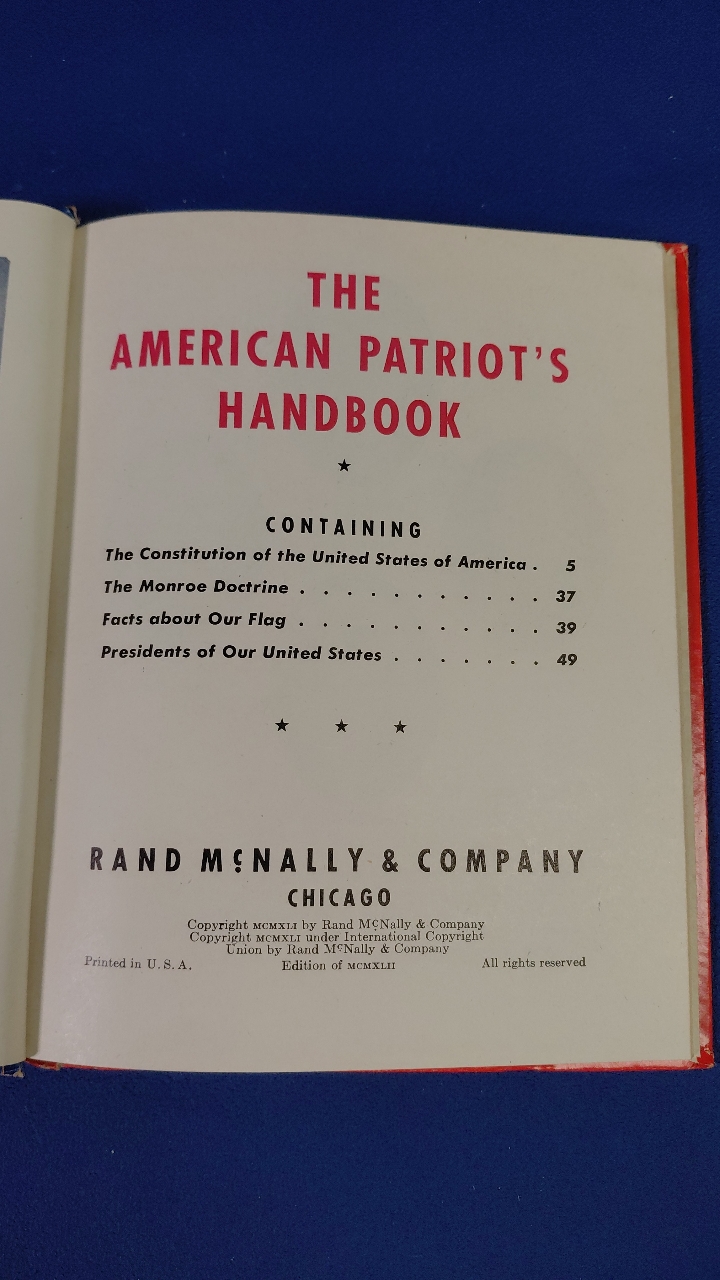 THE
AMERICAN PATRIOT'S
HANDBOOK
★
CONTAINING
The Constitution of the United States of America . 5
The Monroe Doctrine . . . . . . . . . . . 37
Facts about Our Flag . . . . . . . . . . . 39
Presidents of Our United States . . . . . . . 49
★ ★ ★
RAND McNALLY & COMPANY
CHICAGO
Copyright MCMXLI by Rand McNally & Company
Copyright MCMXLI under International Copyright
Union by Rand McNally & Company
Printed in U. S. A. Edition of MCMXLII All rights reserved